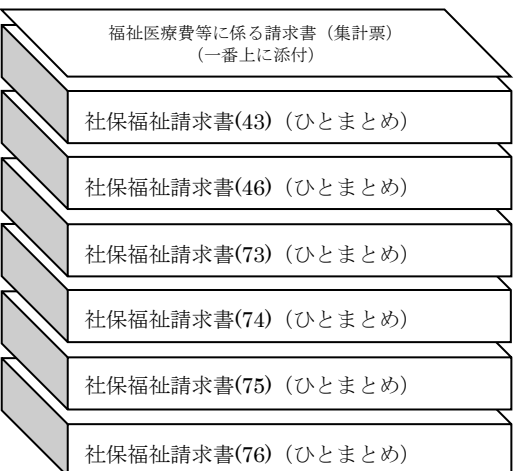 福祉医療費等に係る請求書（集計票）
（一番上に添付）
社保福祉請求書(43)（ひとまとめ）
社保福祉請求書(46)（ひとまとめ）
社保福祉請求書(73)（ひとまとめ）
社保福祉請求書(74)（ひとまとめ）
社保福祉請求書(75)（ひとまとめ）
社保福祉請求書(76)（ひとまとめ）